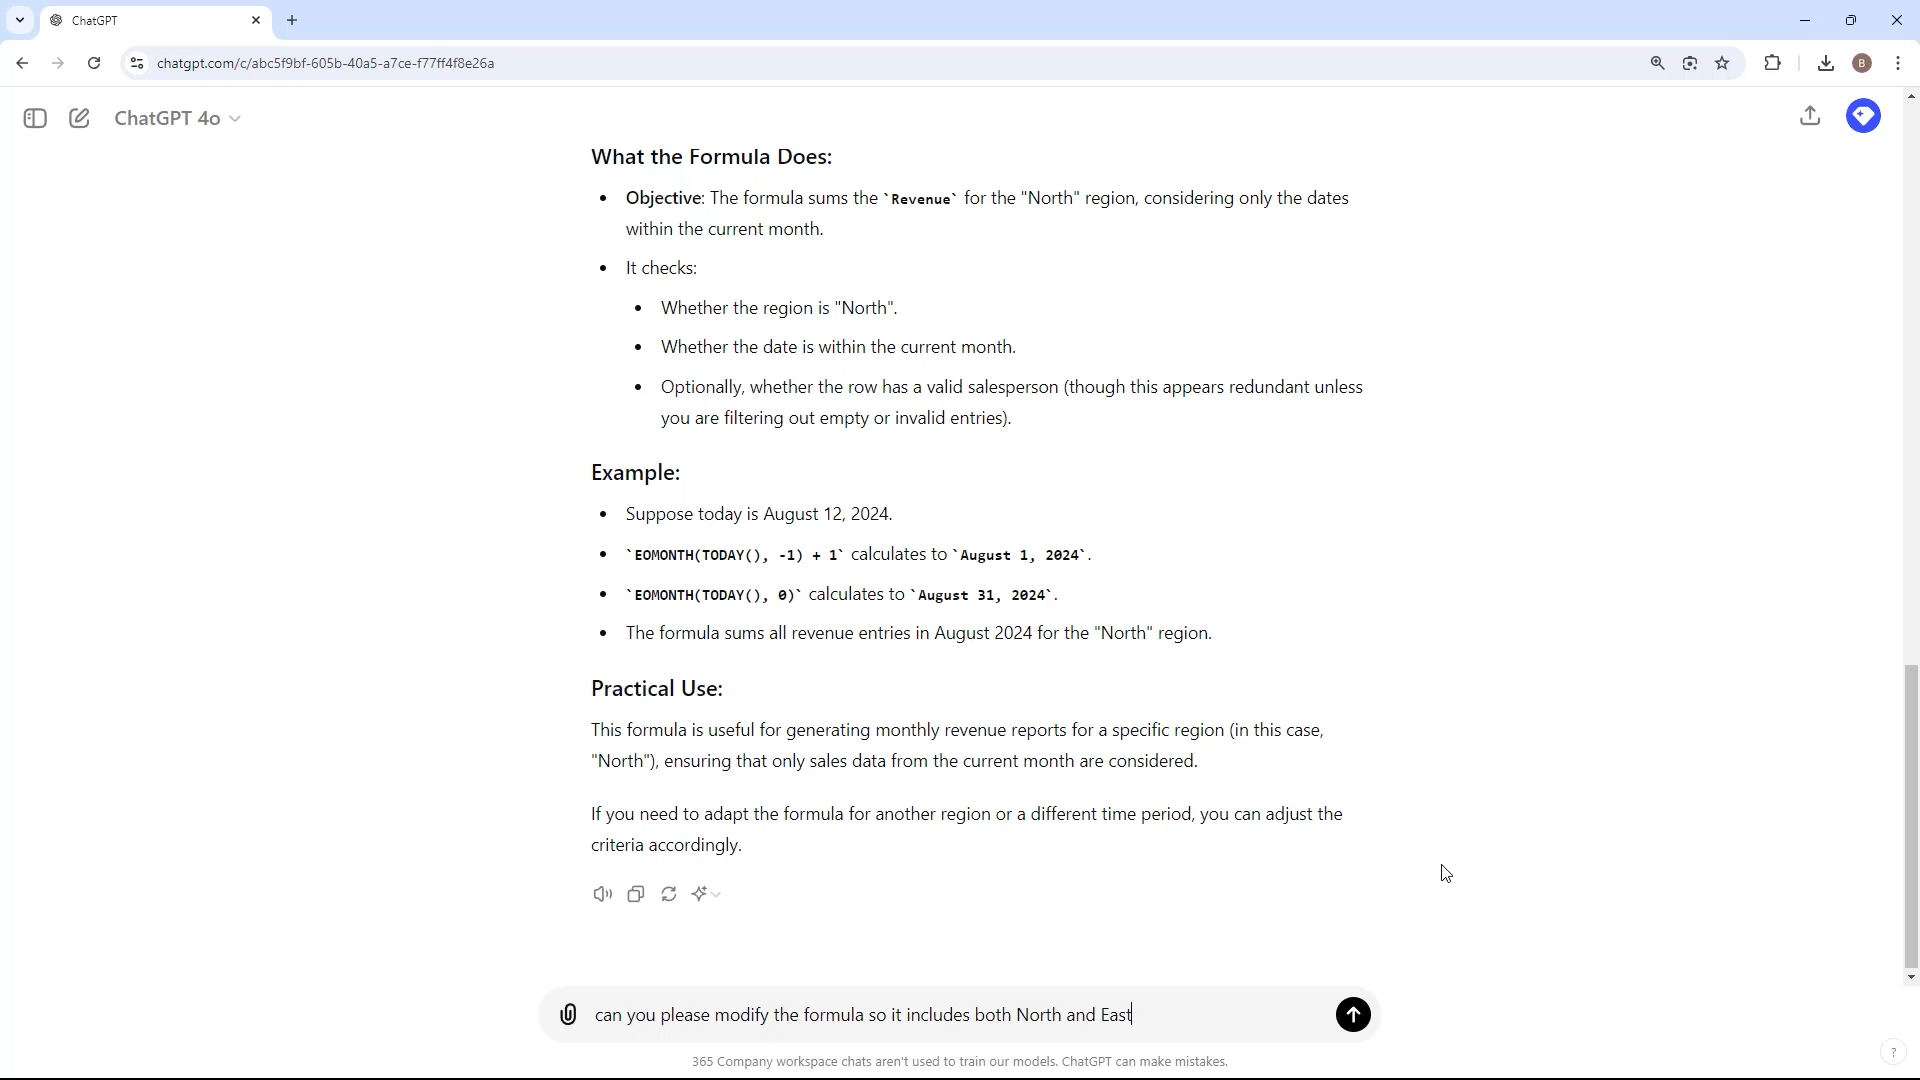 ChatGPT
chatgpt.com/c/abc5f9bf-605b-40a5-a7ce-f77ff4f8e26a
B
ChatGPT 4o
What the Formula Does:
• Objective: The formula sums the `Revenue` for the "North" region, considering only the dates
within the current month.
• It checks:
• Whether the region is "North".
• Whether the date is within the current month.
• Optionally, whether the row has a valid salesperson (though this appears redundant unless
you are filtering out empty or invalid entries).
Example:
• Suppose today is August 12, 2024.
• `EOMONTH(TODAY(), -1) + 1` calculates to `August 1, 2024`.
• `EOMONTH(TODAY(), 0)` calculates to `August 31, 2024`.
• The formula sums all revenue entries in August 2024 for the "North" region.
Practical Use:
This formula is useful for generating monthly revenue reports for a specific region (in this case,
"North"), ensuring that only sales data from the current month are considered.
If you need to adapt the formula for another region or a different time period, you can adjust the
criteria accordingly.
can you please modify the formula so it includes both North and East
365 Company workspace chats aren't used to train our models. ChatGPT can make mistakes.
?